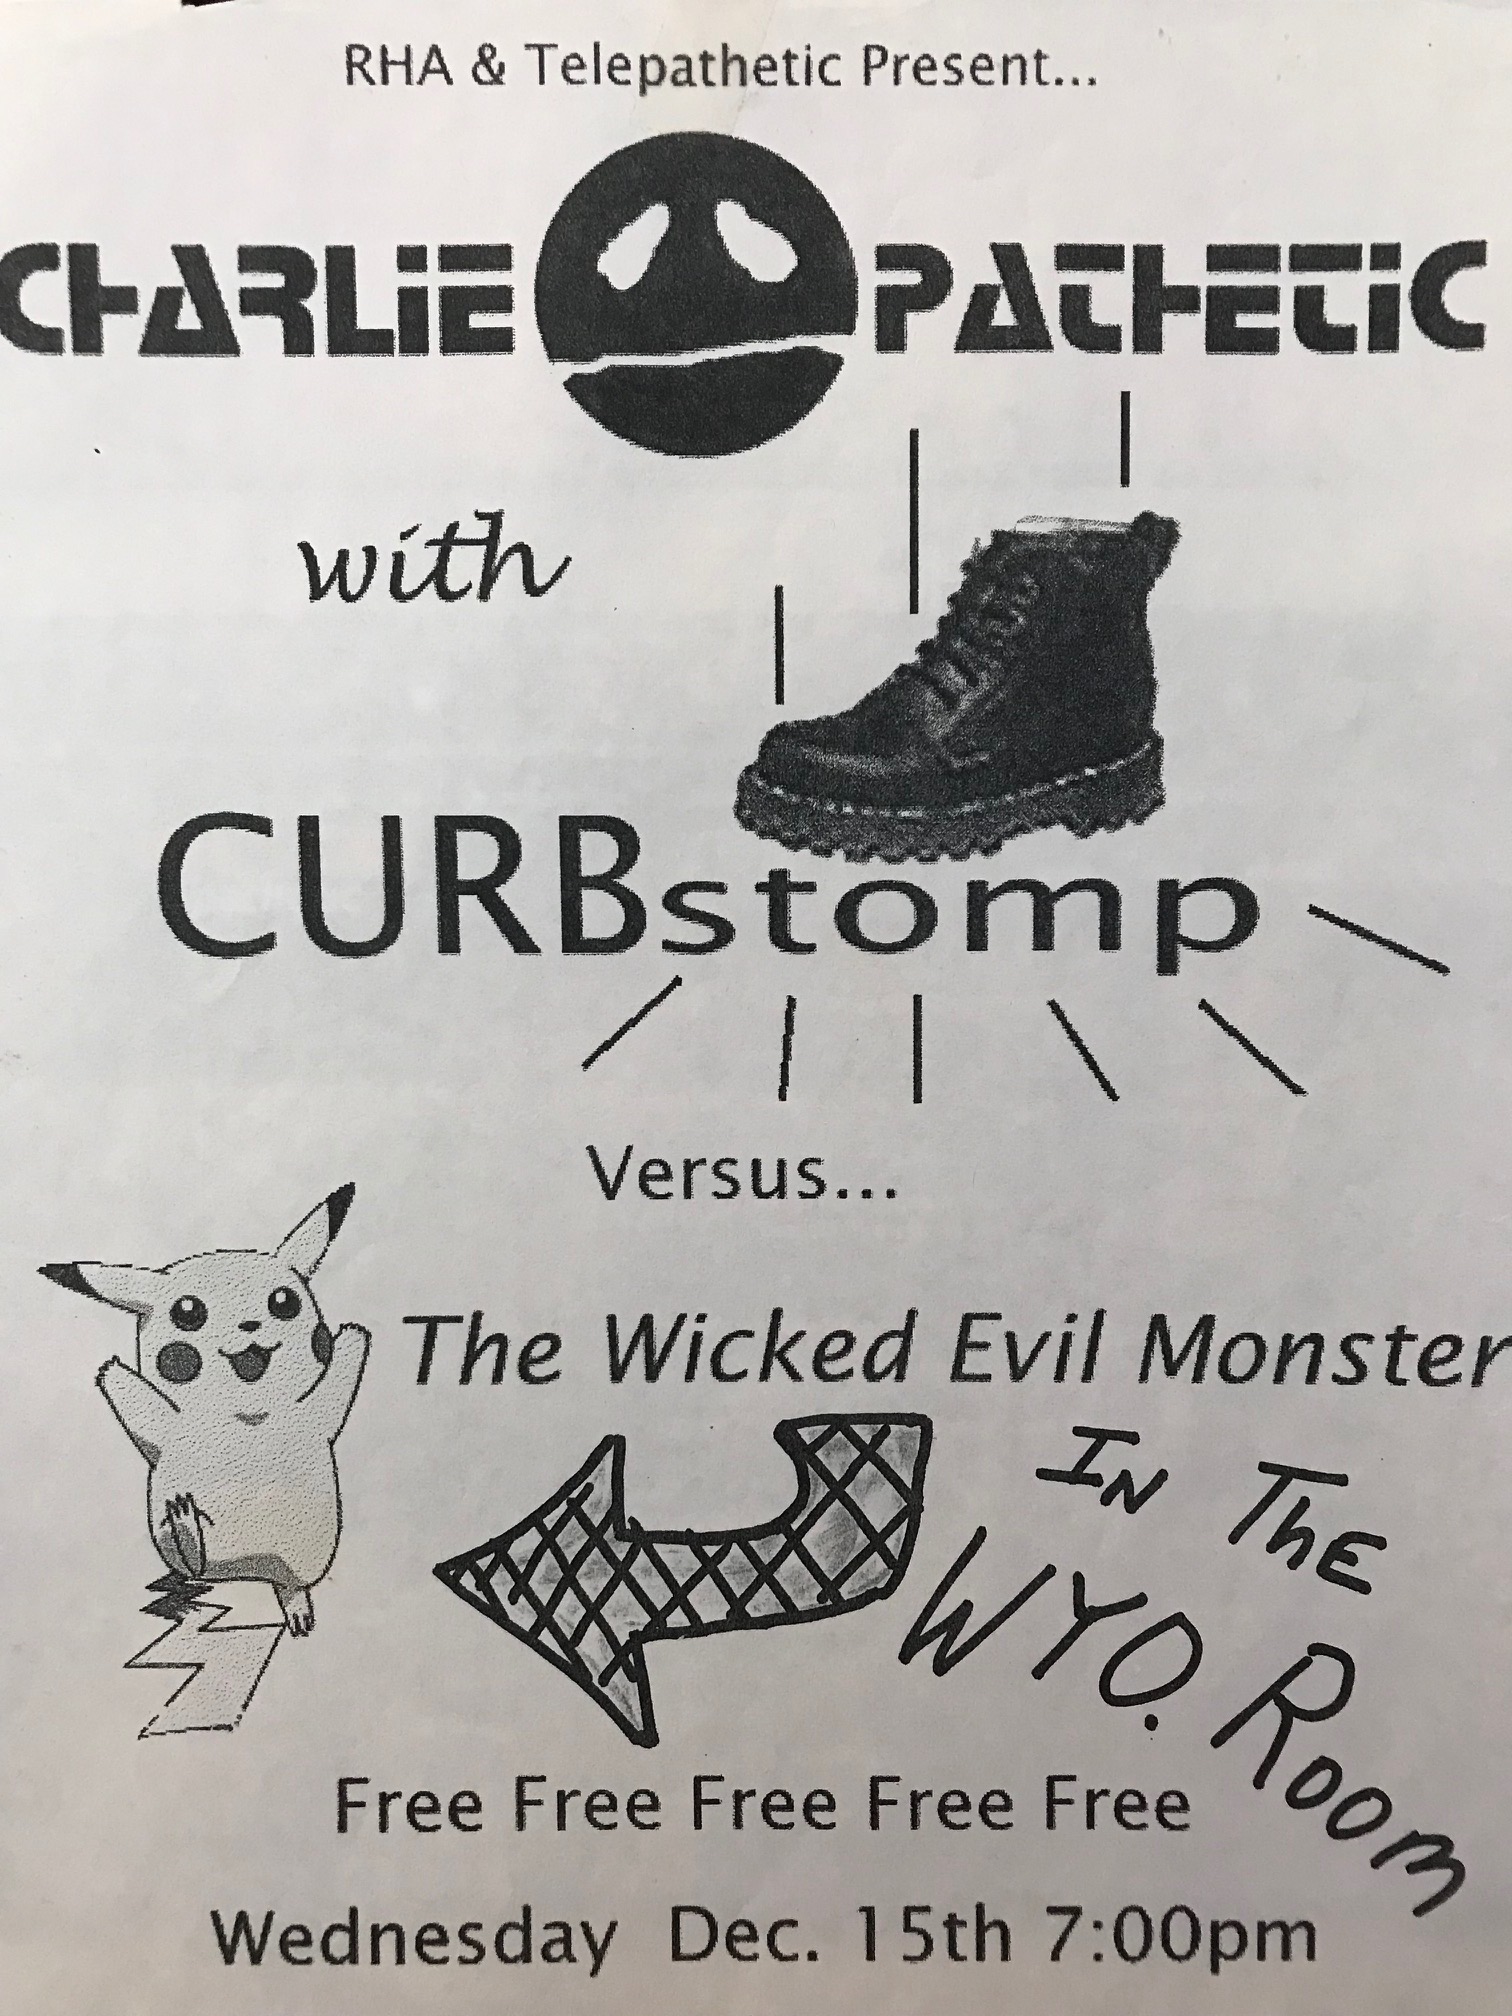 RHA & Telepathetic Present...
CHARLiE PATHETiC
with
CURBstomp
Versus...
The Wicked Evil Monster
IN THE
WYO. ROOM
Free Free Free Free Free
Wednesday Dec. 15th 7:00pm